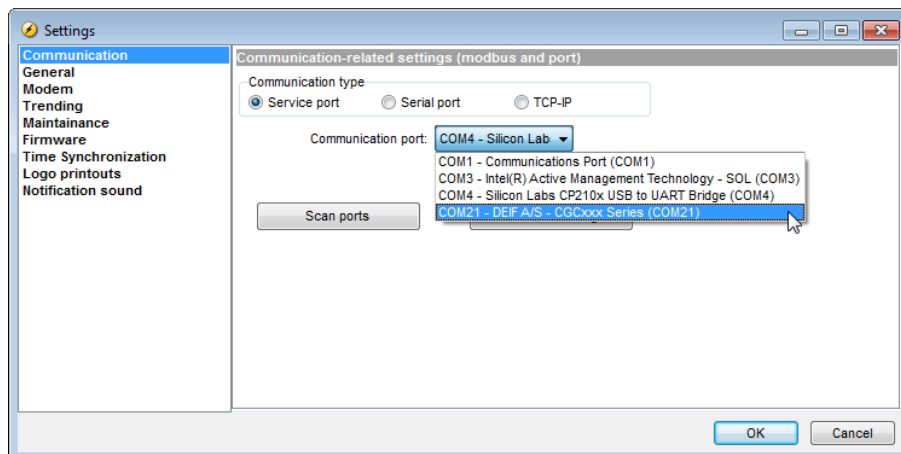 Settings
Communication
General
Modem
Trending
Maintainance
Firmware
Time Synchronization
Logo printouts
Notification sound
Communication-related settings (modbus and port)
Communication type
Service port Serial port TCP-IP
Communication port: COM4 - Silicon Lab
COM1 - Communications Port (COM1)
COM3 - Intel(R) Active Management Technology - SOL (COM3)
COM4 - Silicon Labs CP210x USB to UART Bridge (COM4)
COM21 - DEIF A/S - CGCxxx Series (COM21)
Scan ports
OK Cancel